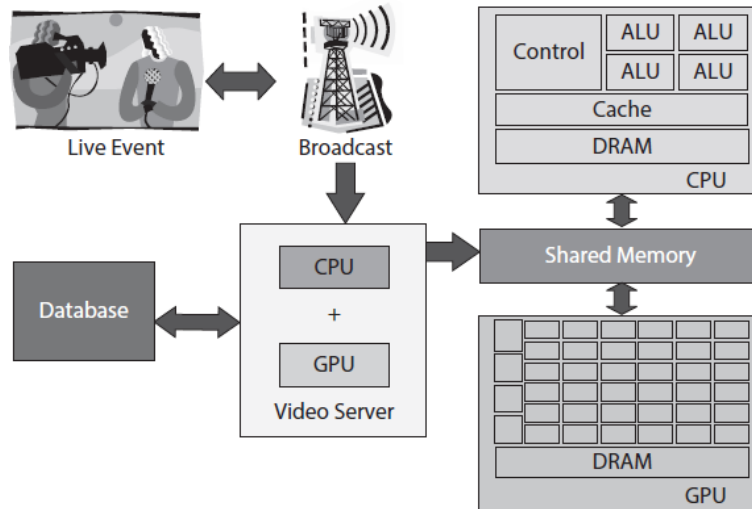 Live Event
Broadcast
Control
ALU
ALU
ALU
ALU
Cache
DRAM
CPU
Database
CPU
+
GPU
Video Server
Shared Memory
DRAM
GPU